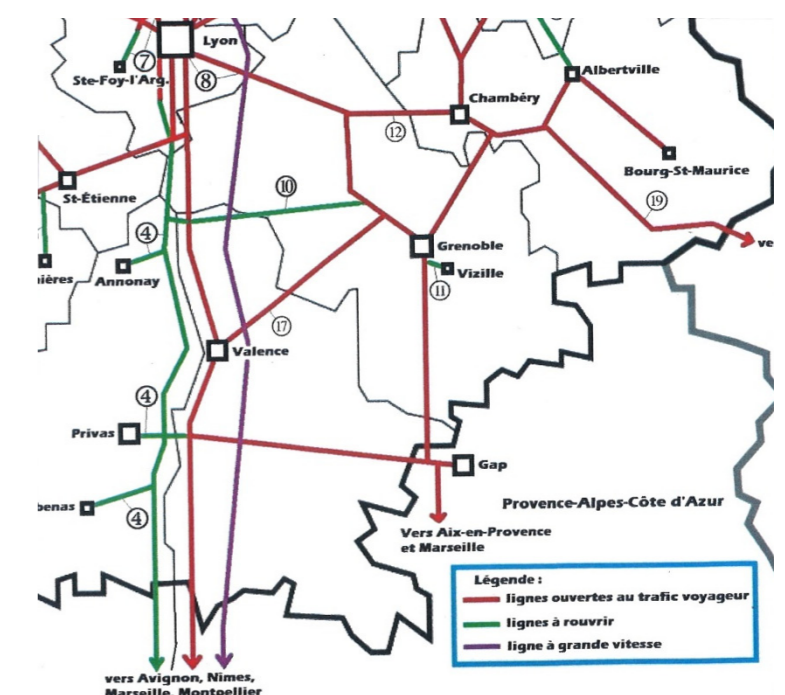 Lyon
⑦
Ste-Foy-l'Arg.
⑧
Albertville
Chambéry
⑫
Bourg-St-Maurice
St-Étienne
⑩
⑲
④
Grenoble
ve
Annonay
Vizille
⑪
⑰
Valence
④
Privas
Gap
④
Provence-Alpes-Côte d'Azur
Vers Aix-en-Provence
et Marseille
Légende :
lignes ouvertes au trafic voyageur
lignes à rouvrir
ligne à grande vitesse
vers Avignon, Nîmes,
Marseille, Montpellier